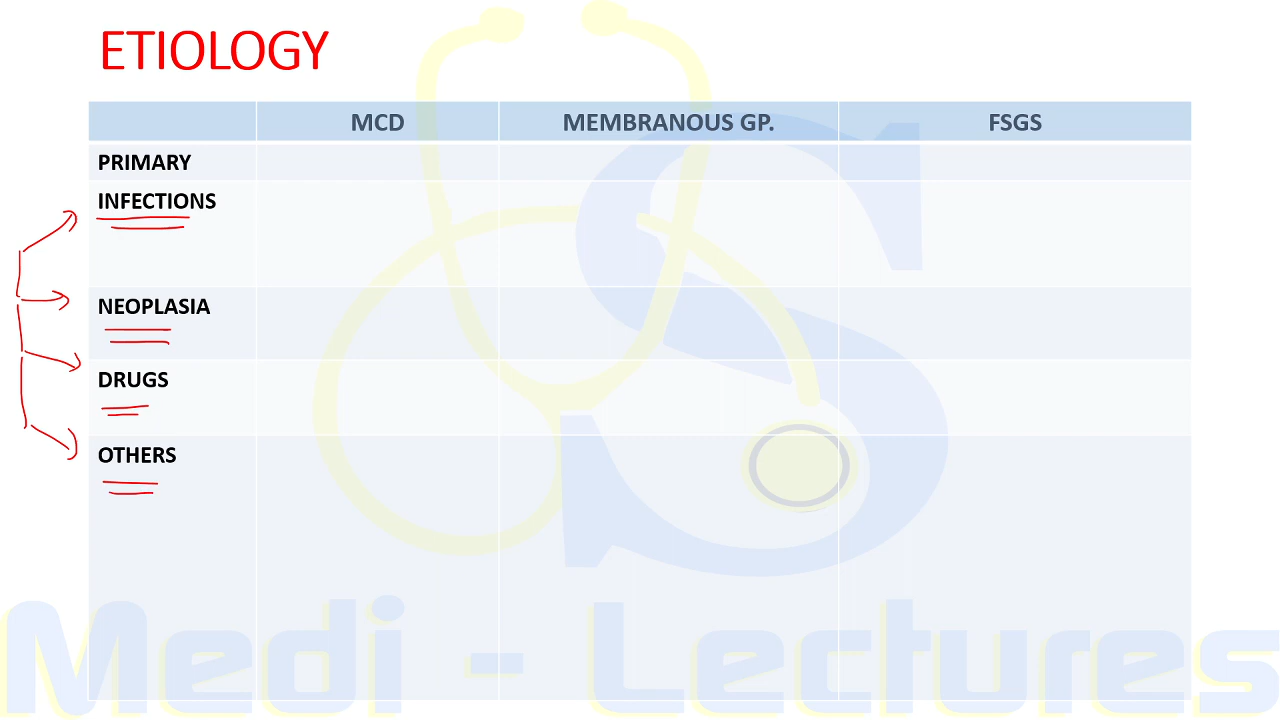 ETIOLOGY
MCD MEMBRANOUS GP. FSGS
PRIMARY
INFECTIONS
NEOPLASIA
DRUGS
OTHERS
Medi - Lectures